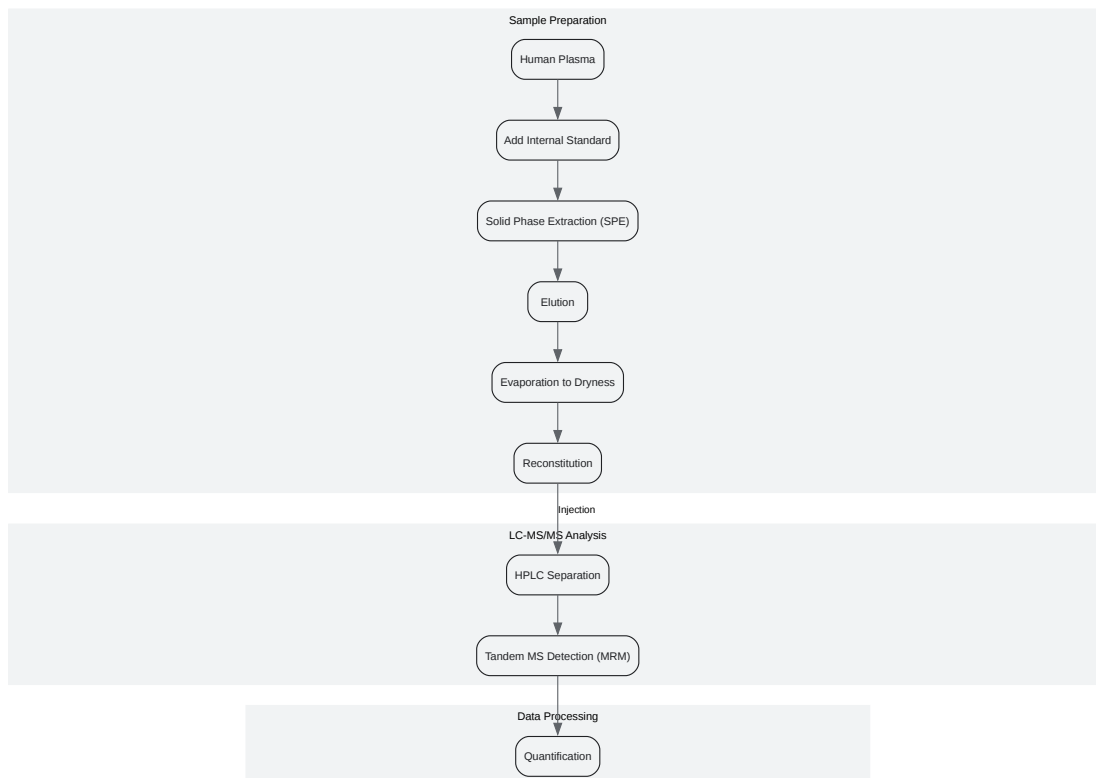 Sample Preparation
Human Plasma
Add Internal Standard
Solid Phase Extraction (SPE)
Elution
Evaporation to Dryness
Reconstitution
Injection
LC-MS/MS Analysis
HPLC Separation
Tandem MS Detection (MRM)
Data Processing
Quantification